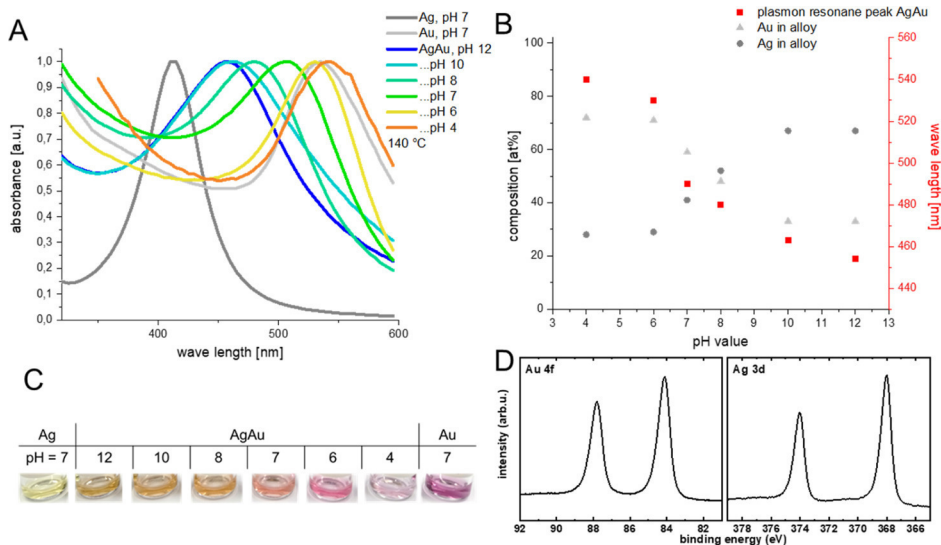 A
Ag, pH 7
Au, pH 7
AgAu, pH 12
...pH 10
...pH 8
...pH 7
...pH 6
...pH 4
140 °C
1,0
0,9
0,8
0,7
0,6
0,5
0,4
0,3
0,2
0,1
0,0
absorbance [a.u.]
400 500 600
wave length [nm]
B
plasmon resonane peak AgAu
Au in alloy
Ag in alloy
100
80
60
40
20
0
composition [at%]
560
540
520
500
480
460
440
wave length [nm]
3 4 5 6 7 8 9 10 11 12 13
pH value
C
Ag AgAu Au
pH = 7 12 10 8 7 6 4 7
D
Au 4f Ag 3d
intensity (arb.u.)
92 88 84 82 378 376 374 372 370 368 366
binding energy (eV)